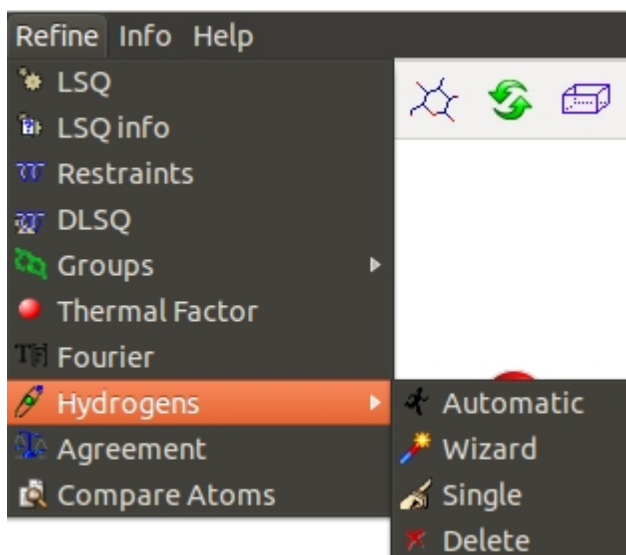 Refine Info Help
LSQ
LSQ info
Restraints
DLSQ
Groups
Thermal Factor
Fourier
Hydrogens
Automatic
Agreement
Wizard
Compare Atoms
Single
Delete